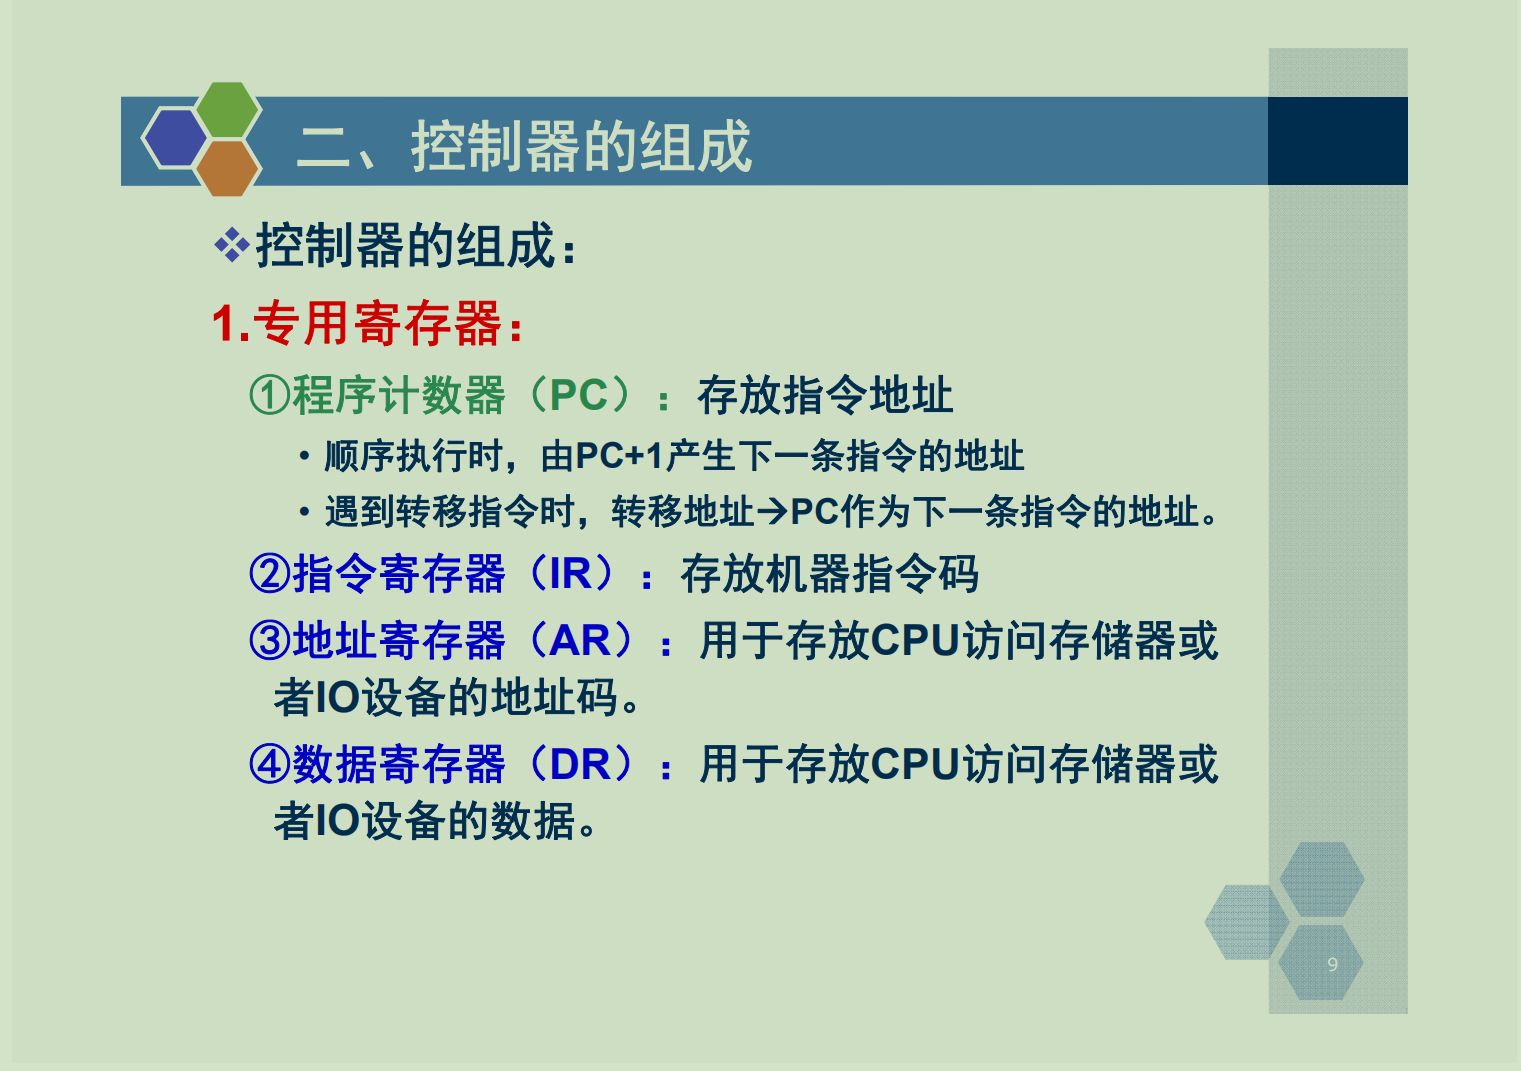 二、控制器的组成
❖控制器的组成：
1.专用寄存器：
①程序计数器（PC）：存放指令地址
• 顺序执行时，由PC+1产生下一条指令的地址
• 遇到转移指令时，转移地址→PC作为下一条指令的地址。
②指令寄存器（IR）：存放机器指令码
③地址寄存器（AR）：用于存放CPU访问存储器或
者IO设备的地址码。
④数据寄存器（DR）：用于存放CPU访问存储器或
者IO设备的数据。
9